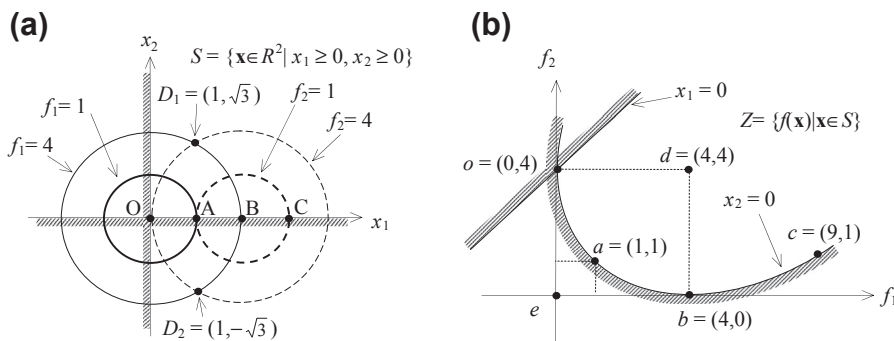 (a)
x₂
S = {x∈R² | x₁ ≥ 0, x₂ ≥ 0}
D₁ = (1, √3)
f₂= 1
f₁= 1
f₂= 4
f₁= 4
O
A
B
C
x₁
D₂ = (1,−√3)
(b)
f₂
x₁ = 0
Z= {f(x)|x∈S}
o = (0,4)
d = (4,4)
x₂ = 0
a = (1,1)
c = (9,1)
e
b = (4,0)
f₁